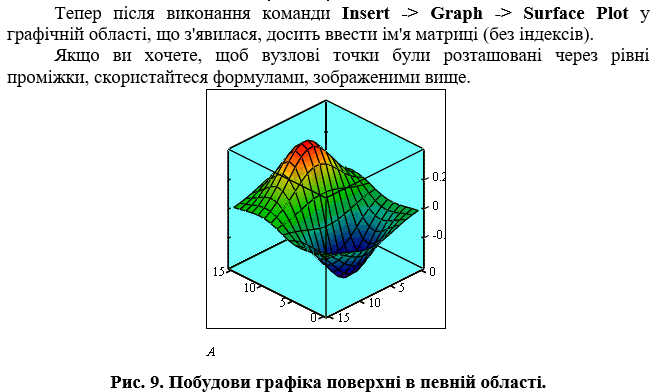 Тепер після виконання команди Insert -> Graph -> Surface Plot у
графічній області, що з'явилася, досить ввести ім'я матриці (без індексів).
Якщо ви хочете, щоб вузлові точки були розташовані через рівні
проміжки, скористайтеся формулами, зображеними вище.
0.2
0
-0.
15
10
5
0
15
10
5
0
A
Рис. 9. Побудови графіка поверхні в певній області.